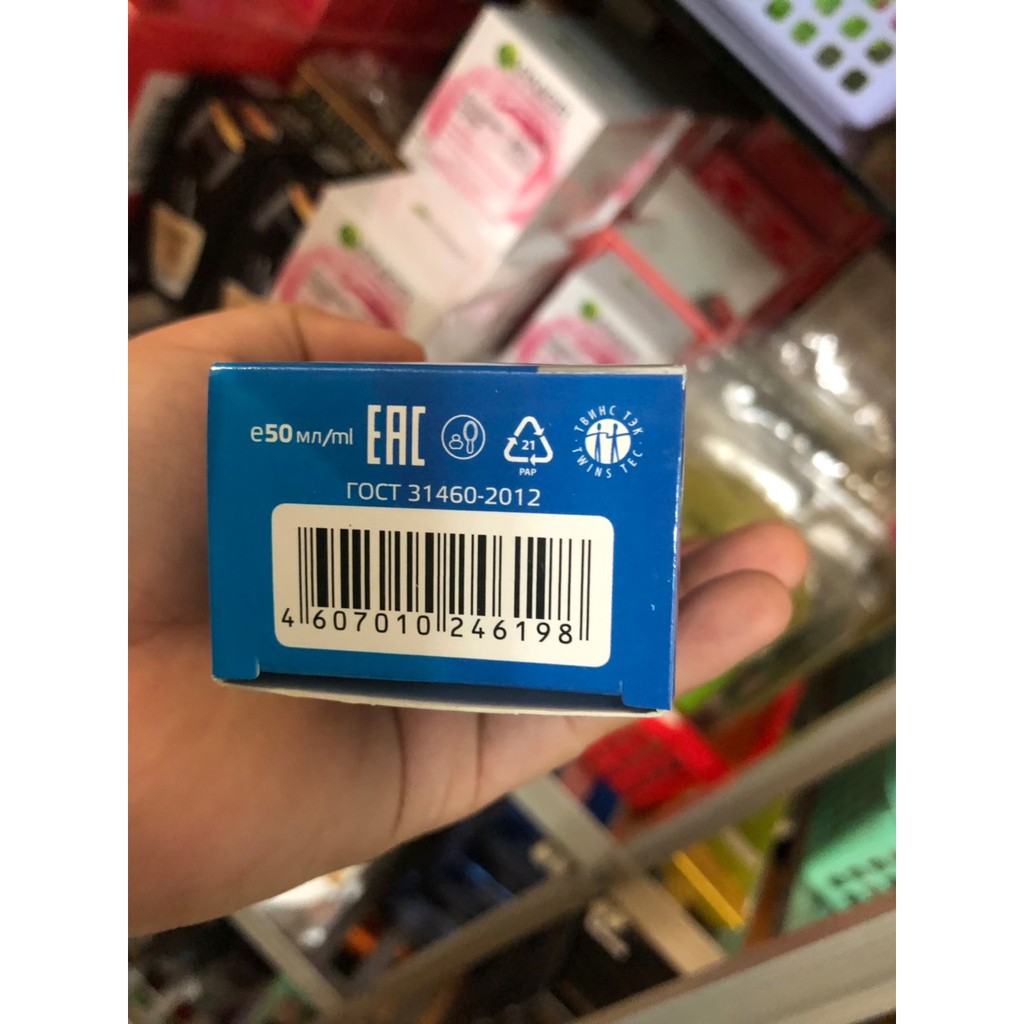 e50 мл/ml
EAC
21
PAP
ТВИНС ТЭК
TWINS TEC
ГОСТ 31460-2012
4 607010 246198